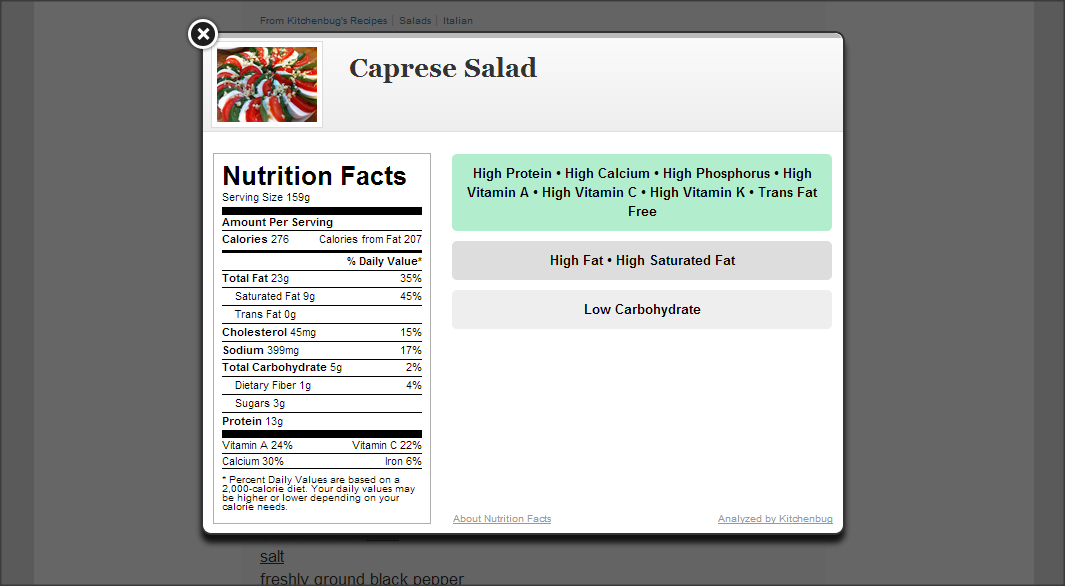 From Kitchenbug's Recipes | Salads | Italian
Caprese Salad
Nutrition Facts
Serving Size 159g
Amount Per Serving
Calories 276 Calories from Fat 207
% Daily Value*
Total Fat 23g 35%
Saturated Fat 9g 45%
Trans Fat 0g
Cholesterol 45mg 15%
Sodium 399mg 17%
Total Carbohydrate 5g 2%
Dietary Fiber 1g 4%
Sugars 3g
Protein 13g
Vitamin A 24% Vitamin C 22%
Calcium 30% Iron 6%
* Percent Daily Values are based on a
2,000-calorie diet. Your daily values may
be higher or lower depending on your
calorie needs.
High Protein • High Calcium • High Phosphorus • High
Vitamin A • High Vitamin C • High Vitamin K • Trans Fat
Free
High Fat • High Saturated Fat
Low Carbohydrate
About Nutrition Facts
Analyzed by Kitchenbug
salt
freshly ground black pepper